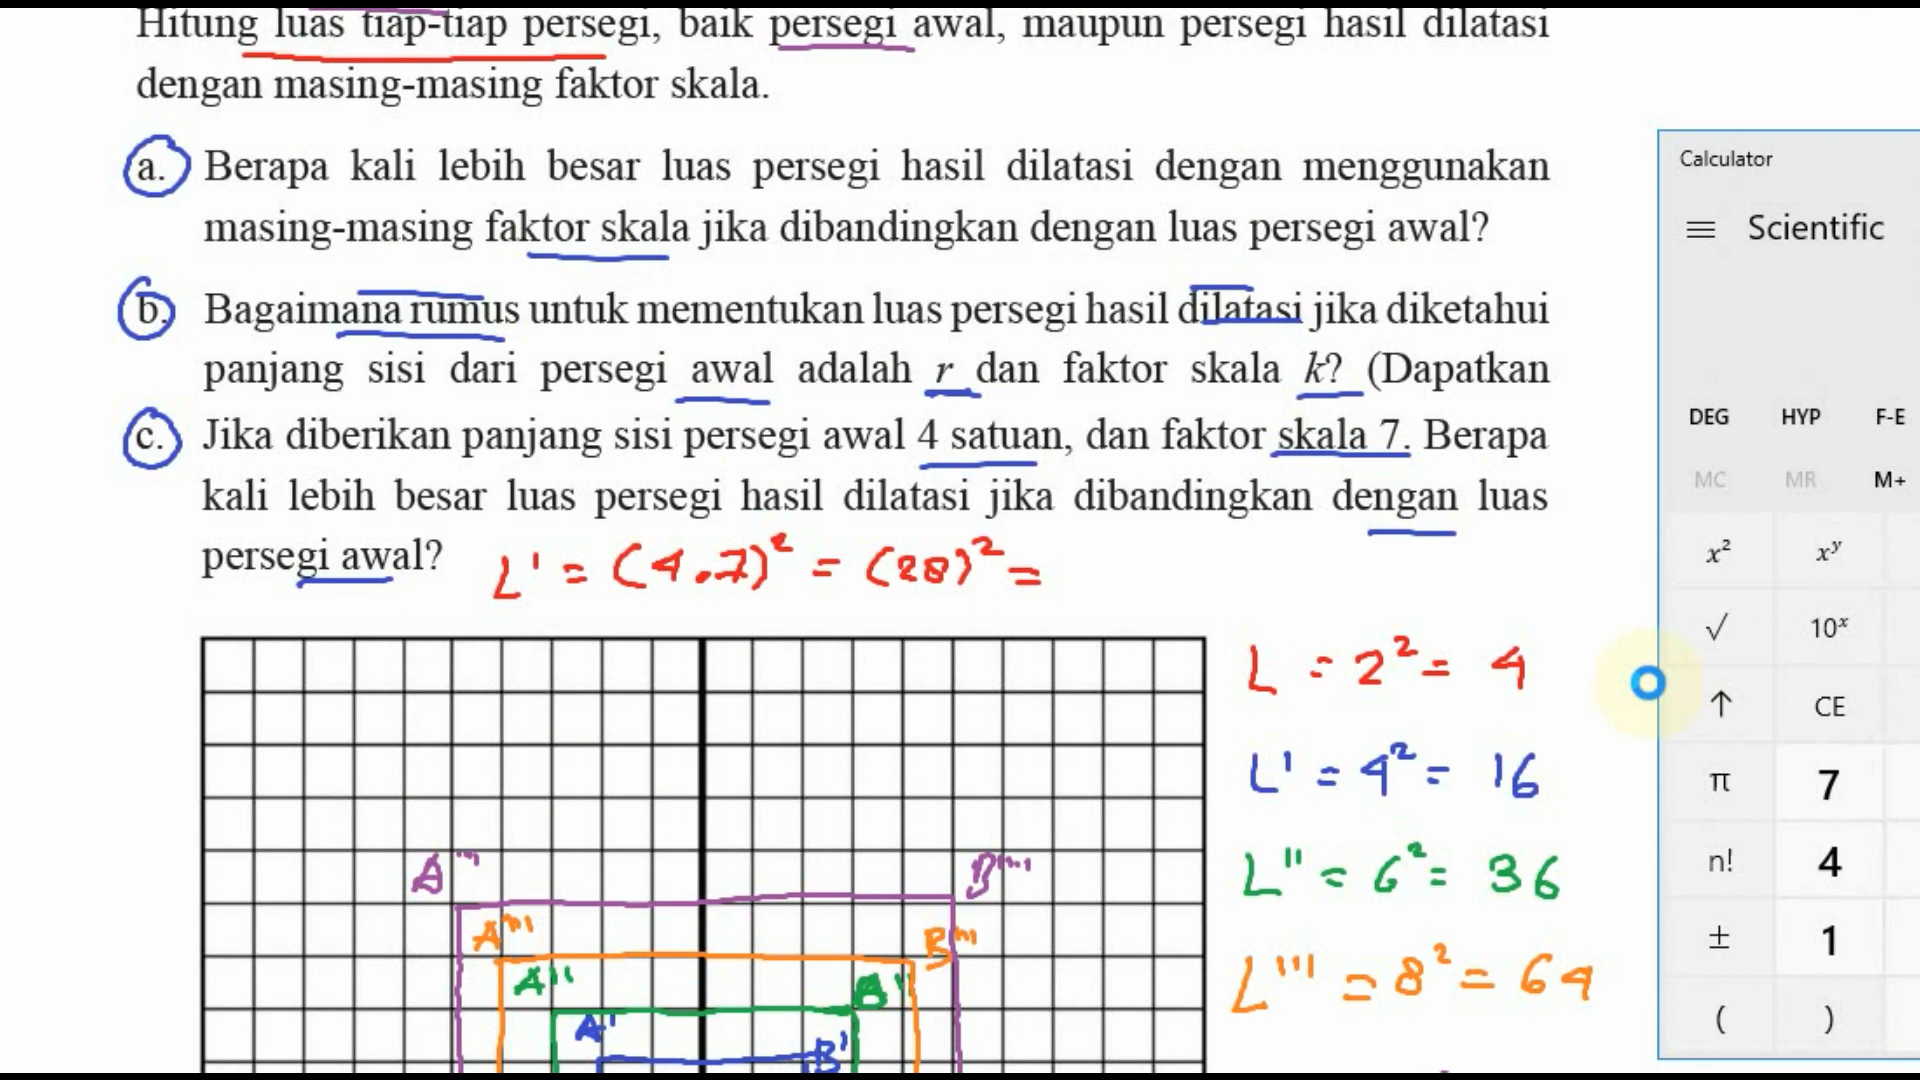 Hitung luas tiap-tiap persegi, baik persegi awal, maupun persegi hasil dilatasi
dengan masing-masing faktor skala.
a. Berapa kali lebih besar luas persegi hasil dilatasi dengan menggunakan
masing-masing faktor skala jika dibandingkan dengan luas persegi awal?
b. Bagaimana rumus untuk mementukan luas persegi hasil dilatasi jika diketahui
panjang sisi dari persegi awal adalah r dan faktor skala k? (Dapatkan
c. Jika diberikan panjang sisi persegi awal 4 satuan, dan faktor skala 7. Berapa
kali lebih besar luas persegi hasil dilatasi jika dibandingkan dengan luas
persegi awal?
L' = (4.7)² = (28)² =
L = 2² = 4
L' = 4² = 16
L'' = 6² = 36
L''' = 8² = 64
A'''' B''''
A''' B'''
A'' B''
A' B'
Calculator
☰ Scientific
DEG HYP F-E
MC MR M+
x² xʸ
√ 10ˣ
↑ CE
π 7
n! 4
± 1
( )